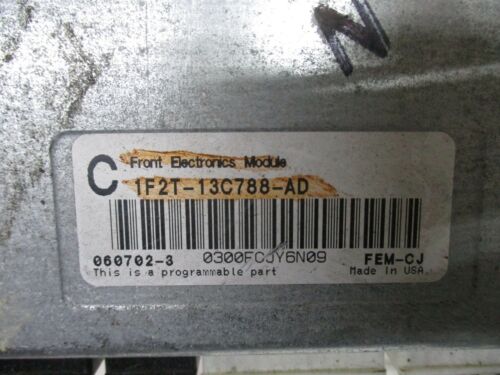 N
Front Electronics Module
C 1F2T-13C788-AD
060702-3 0300FCJY6N09 FEM-CJ
This is a programmable part Made in USA.